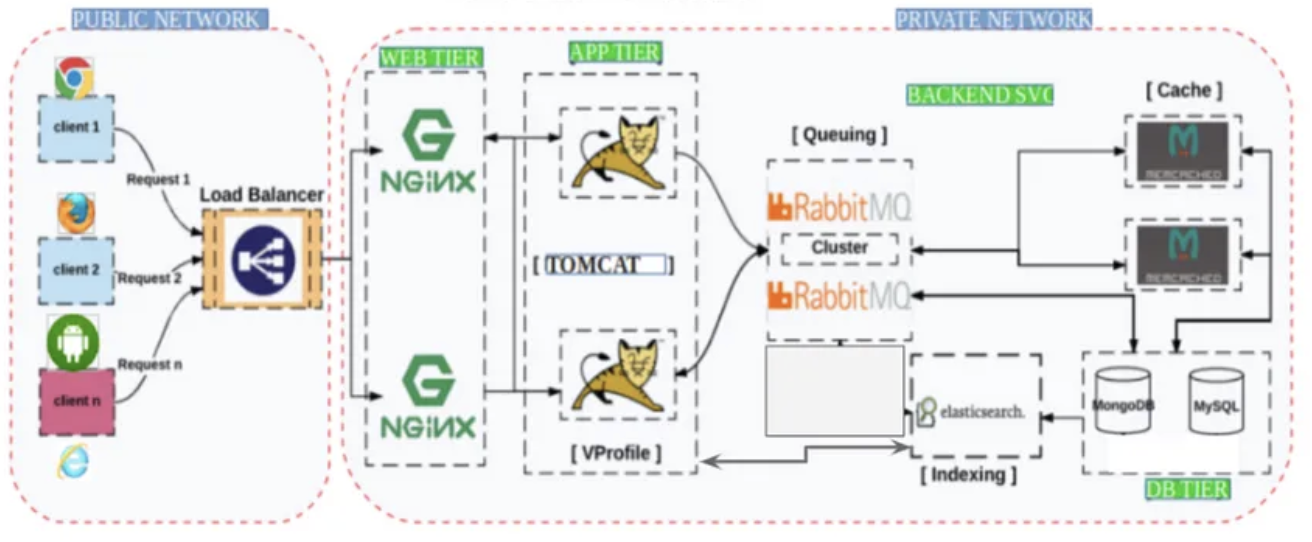 PUBLIC NETWORK
PRIVATE NETWORK
WEB TIER
APP TIER
BACKEND SVC
[ Cache ]
client 1
Request 1
Load Balancer
client 2
Request 2
Request n
client n
NGiNX
NGiNX
[ TOMCAT ]
[ VProfile ]
[ Queuing ]
RabbitMQ
Cluster
RabbitMQ
MEMCACHED
MEMCACHED
MongoDB
MySQL
elasticsearch.
[ Indexing ]
DB TIER